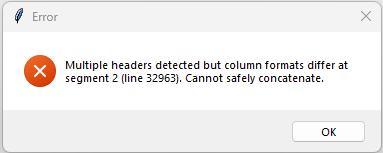 Error
Multiple headers detected but column formats differ at
segment 2 (line 32963). Cannot safely concatenate.
OK